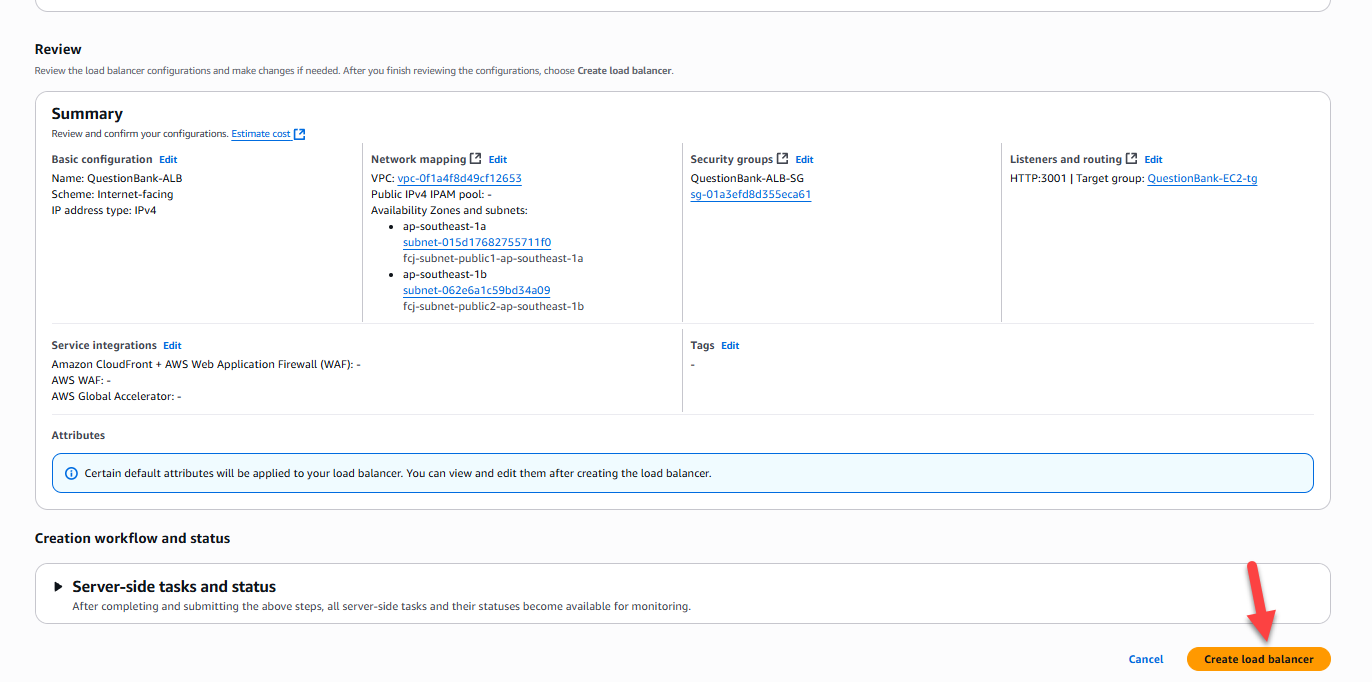 Review
Review the load balancer configurations and make changes if needed. After you finish reviewing the configurations, choose Create load balancer.
Summary
Review and confirm your configurations. Estimate cost
Basic configuration Edit
Name: QuestionBank-ALB
Scheme: Internet-facing
IP address type: IPv4
Network mapping Edit
VPC: vpc-0f1a4f8d49cf12653
Public IPv4 IPAM pool: -
Availability Zones and subnets:
• ap-southeast-1a
subnet-015d17682755711f0
fcj-subnet-public1-ap-southeast-1a
• ap-southeast-1b
subnet-062e6a1c59bd34a09
fcj-subnet-public2-ap-southeast-1b
Security groups Edit
QuestionBank-ALB-SG
sg-01a3efd8d355eca61
Listeners and routing Edit
HTTP:3001 | Target group: QuestionBank-EC2-tg
Service integrations Edit
Amazon CloudFront + AWS Web Application Firewall (WAF): -
AWS WAF: -
AWS Global Accelerator: -
Tags Edit
-
Attributes
Certain default attributes will be applied to your load balancer. You can view and edit them after creating the load balancer.
Creation workflow and status
Server-side tasks and status
After completing and submitting the above steps, all server-side tasks and their statuses become available for monitoring.
Cancel
Create load balancer